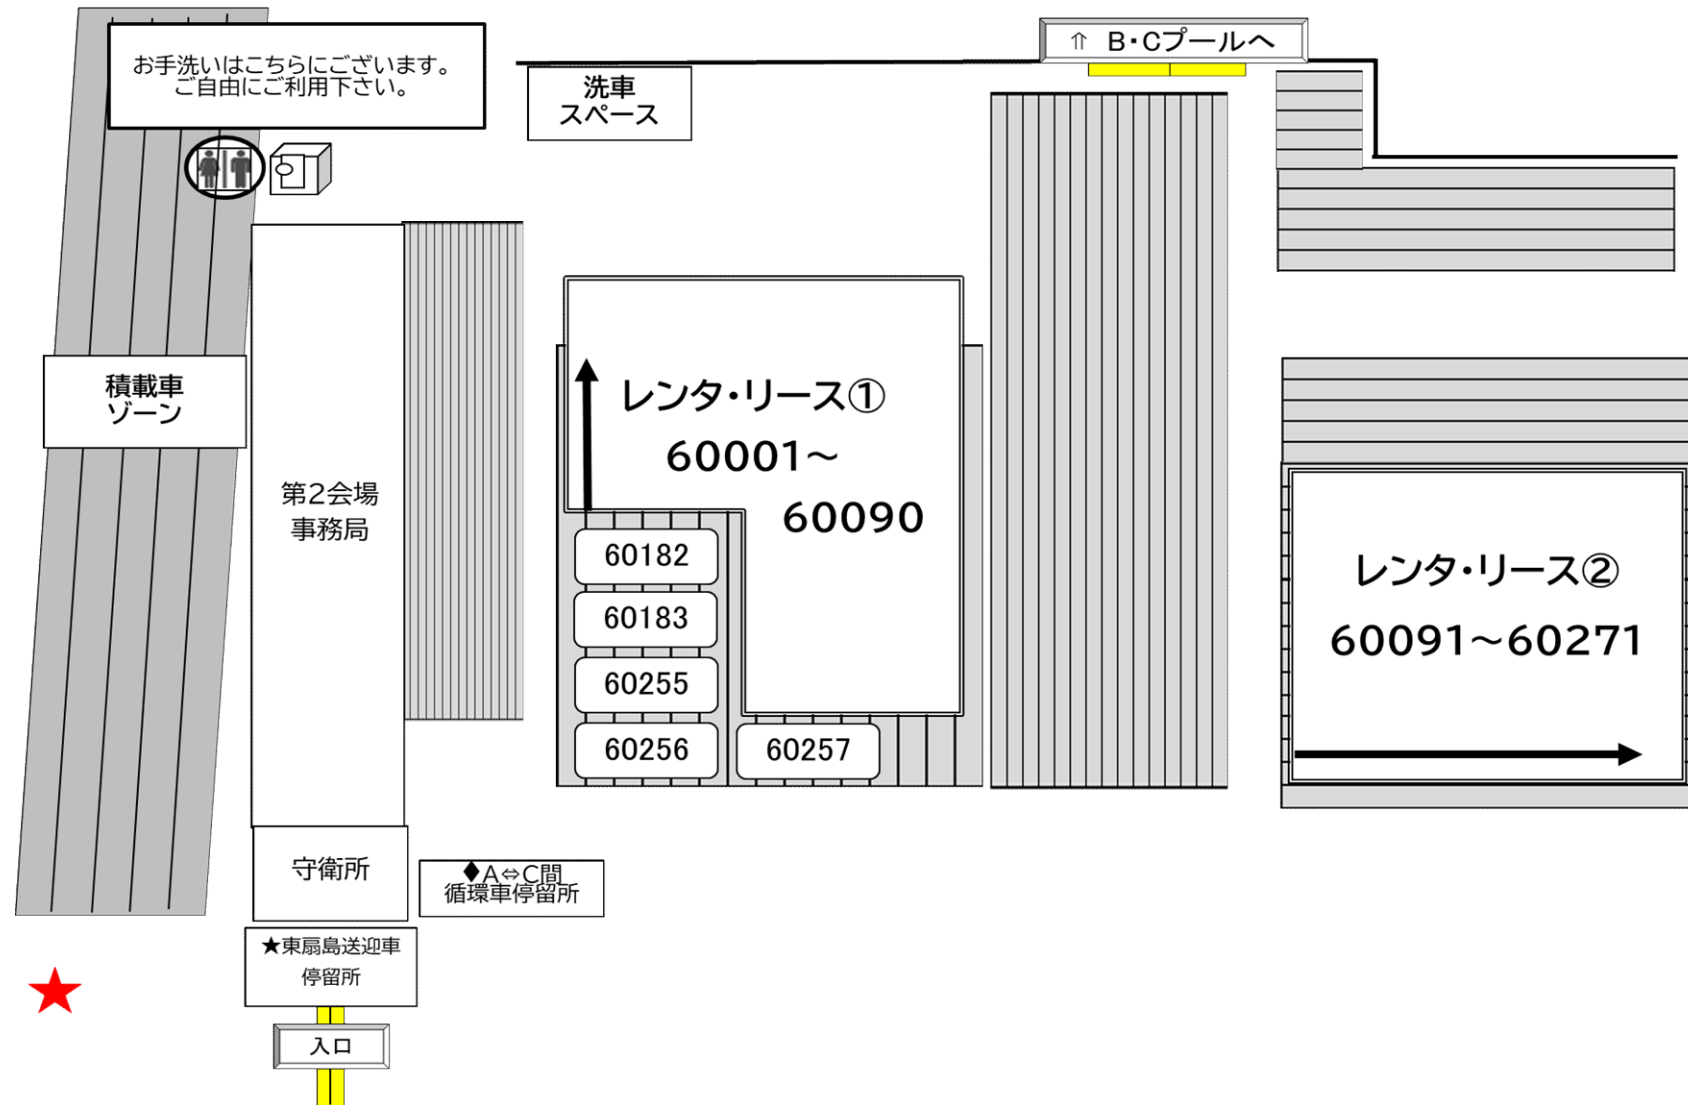 お手洗いはこちらにございます。
ご自由にご利用下さい。
洗車
スペース
⇑ B・Cプールへ
積載車
ゾーン
第2会場
事務局
レンタ・リース①
60001～
60090
60182
60183
60255
60256
60257
レンタ・リース②
60091～60271
守衛所
◆A⇔C間
循環車停留所
★東扇島送迎車
停留所
入口